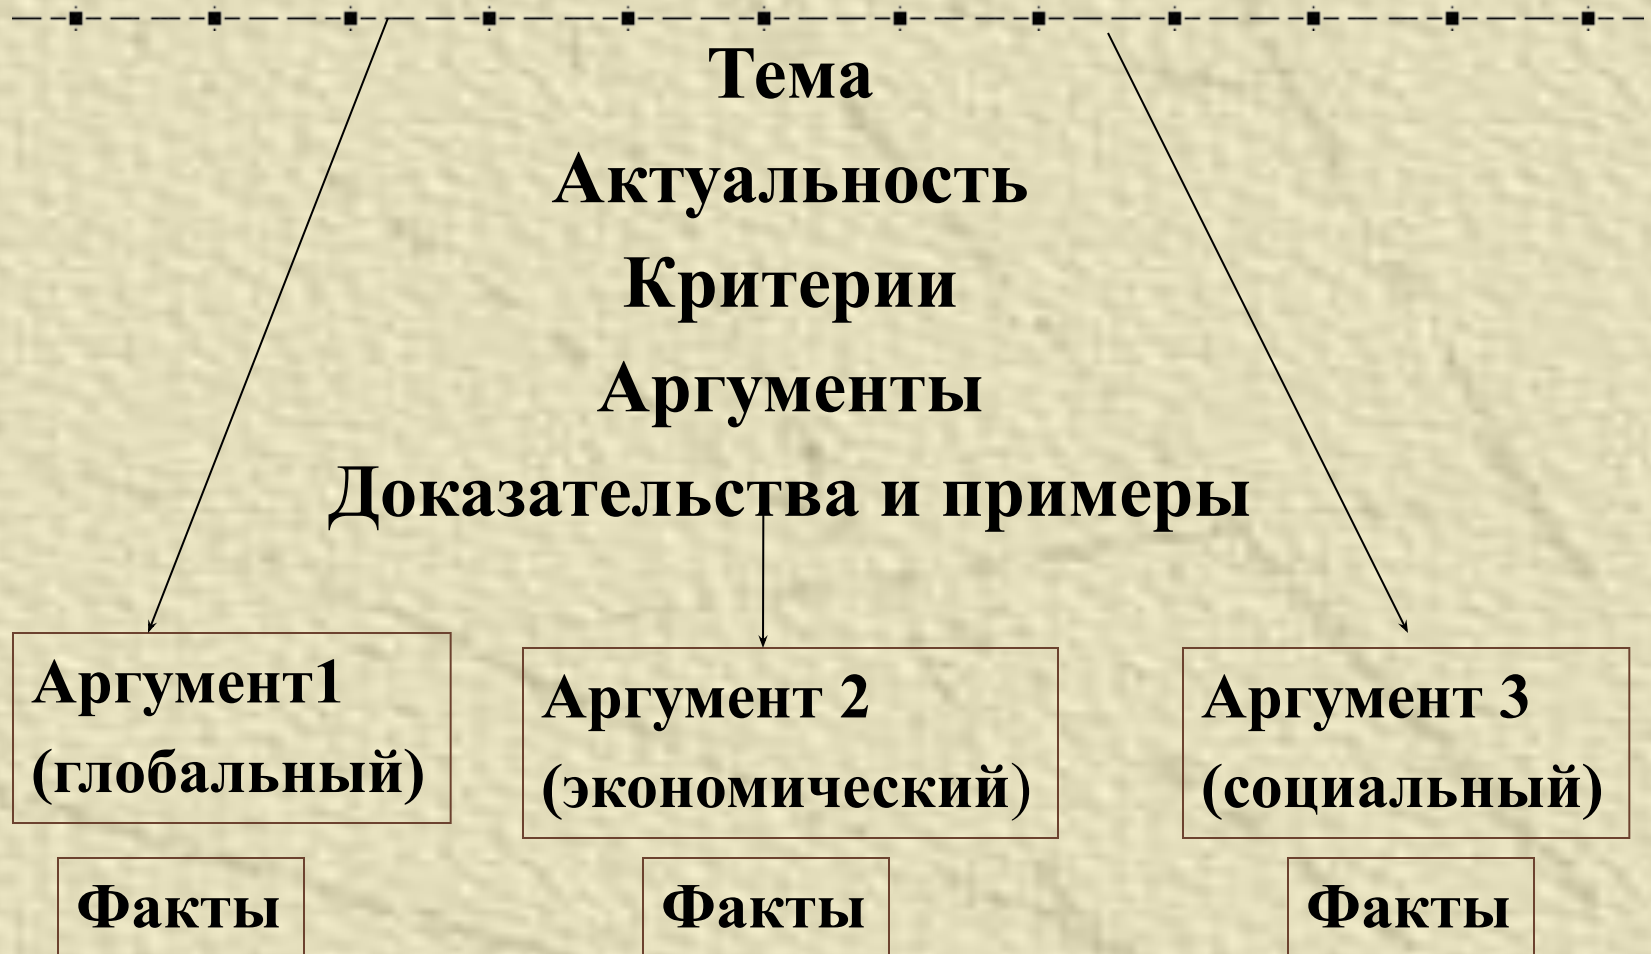 Тема
Актуальность
Критерии
Аргументы
Доказательства и примеры
Аргумент1
(глобальный)
Аргумент 2
(экономический)
Аргумент 3
(социальный)
Факты
Факты
Факты